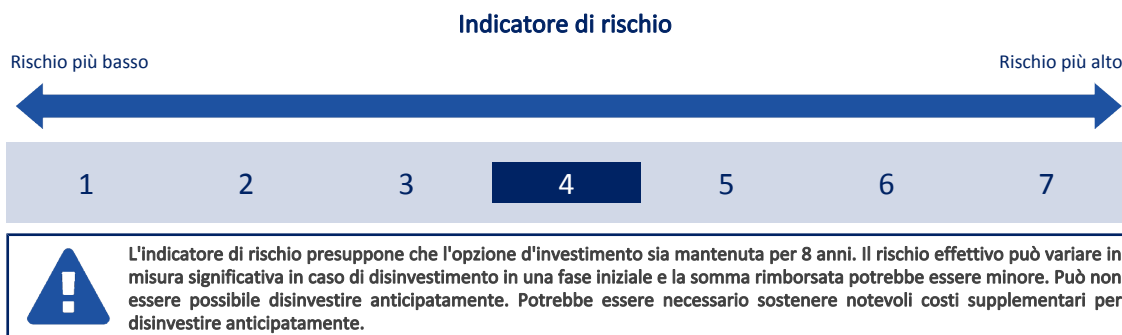 Indicatore di rischio
Rischio più basso
Rischio più alto
1 2 3 4 5 6 7
L'indicatore di rischio presuppone che l'opzione d'investimento sia mantenuta per 8 anni. Il rischio effettivo può variare in
misura significativa in caso di disinvestimento in una fase iniziale e la somma rimborsata potrebbe essere minore. Può non
essere possibile disinvestire anticipatamente. Potrebbe essere necessario sostenere notevoli costi supplementari per
disinvestire anticipatamente.